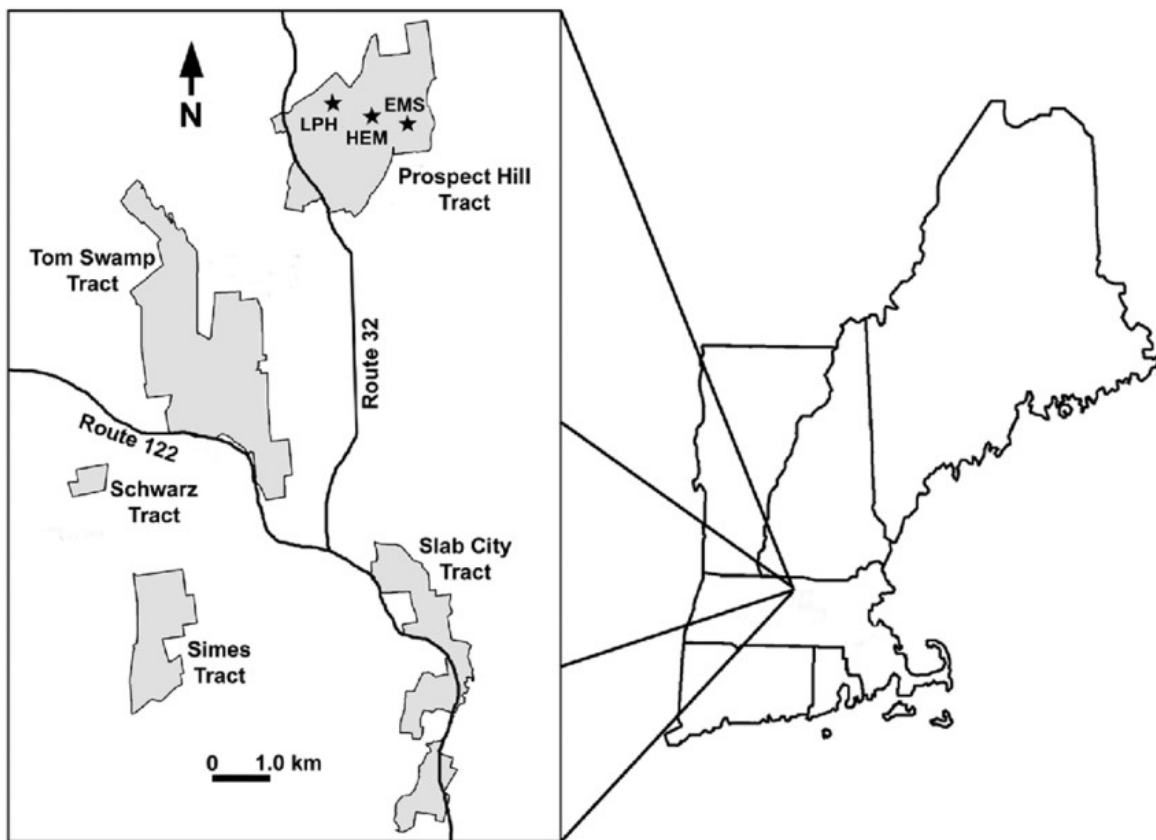 N
LPH
HEM
EMS
Prospect Hill
Tract
Tom Swamp
Tract
Route 32
Route 122
Schwarz
Tract
Slab City
Tract
Simes
Tract
0 1.0 km